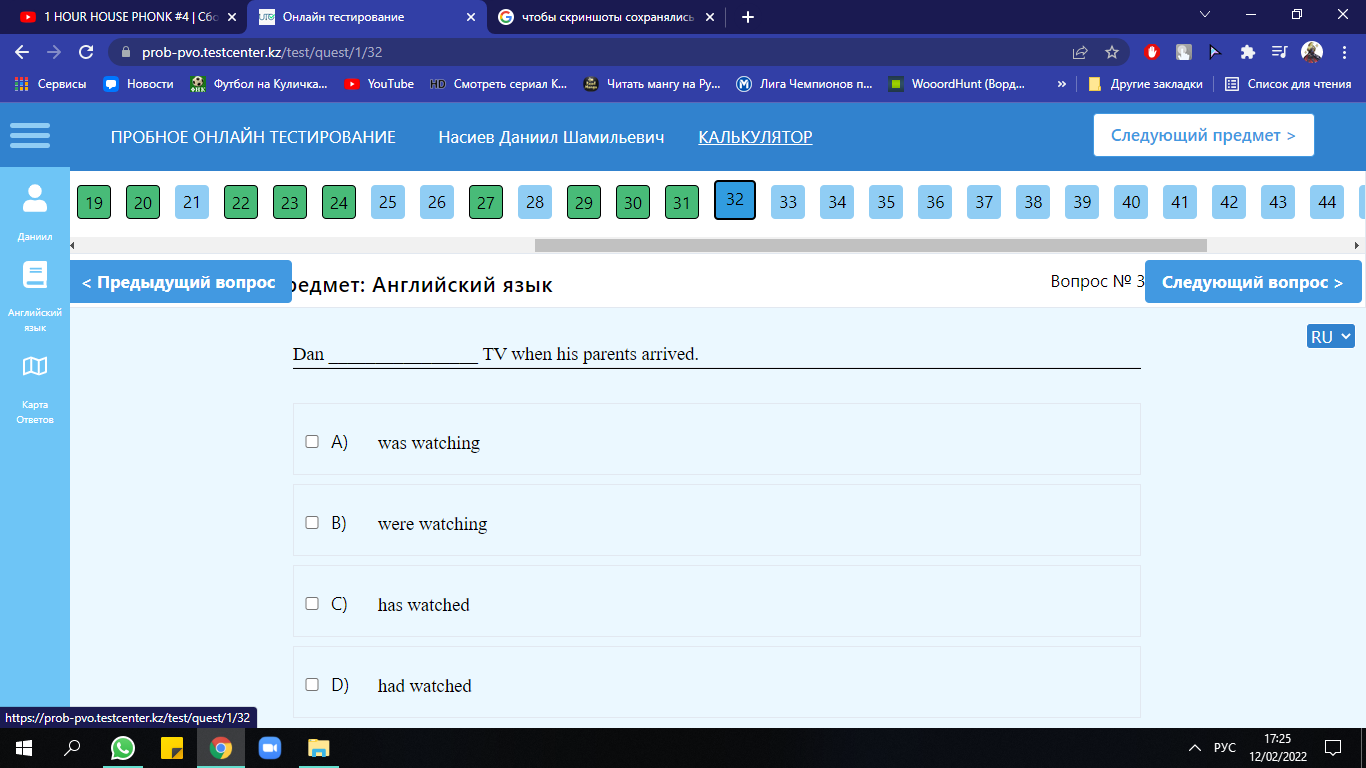 1 HOUR HOUSE PHONK #4 | Сбо
Онлайн тестирование
чтобы скриншоты сохранялись
prob-pvo.testcenter.kz/test/quest/1/32
Сервисы
Новости
Футбол на Куличка...
YouTube
HD Смотреть сериал K...
Читать мангу на Ру...
Лига Чемпионов п...
WooordHunt (Ворд...
»
Другие закладки
Список для чтения
ПРОБНОЕ ОНЛАЙН ТЕСТИРОВАНИЕ
Насиев Даниил Шамильевич
КАЛЬКУЛЯТОР
Следующий предмет >
19 20 21 22 23 24 25 26 27 28 29 30 31 32 33 34 35 36 37 38 39 40 41 42 43 44
Даниил
Английский
язык
Карта
Ответов
< Предыдущий вопрос
редмет: Английский язык
Вопрос № 3
Следующий вопрос >
RU
Dan ________________ TV when his parents arrived.
A) was watching
B) were watching
C) has watched
D) had watched
https://prob-pvo.testcenter.kz/test/quest/1/32
РУС
17:25
12/02/2022